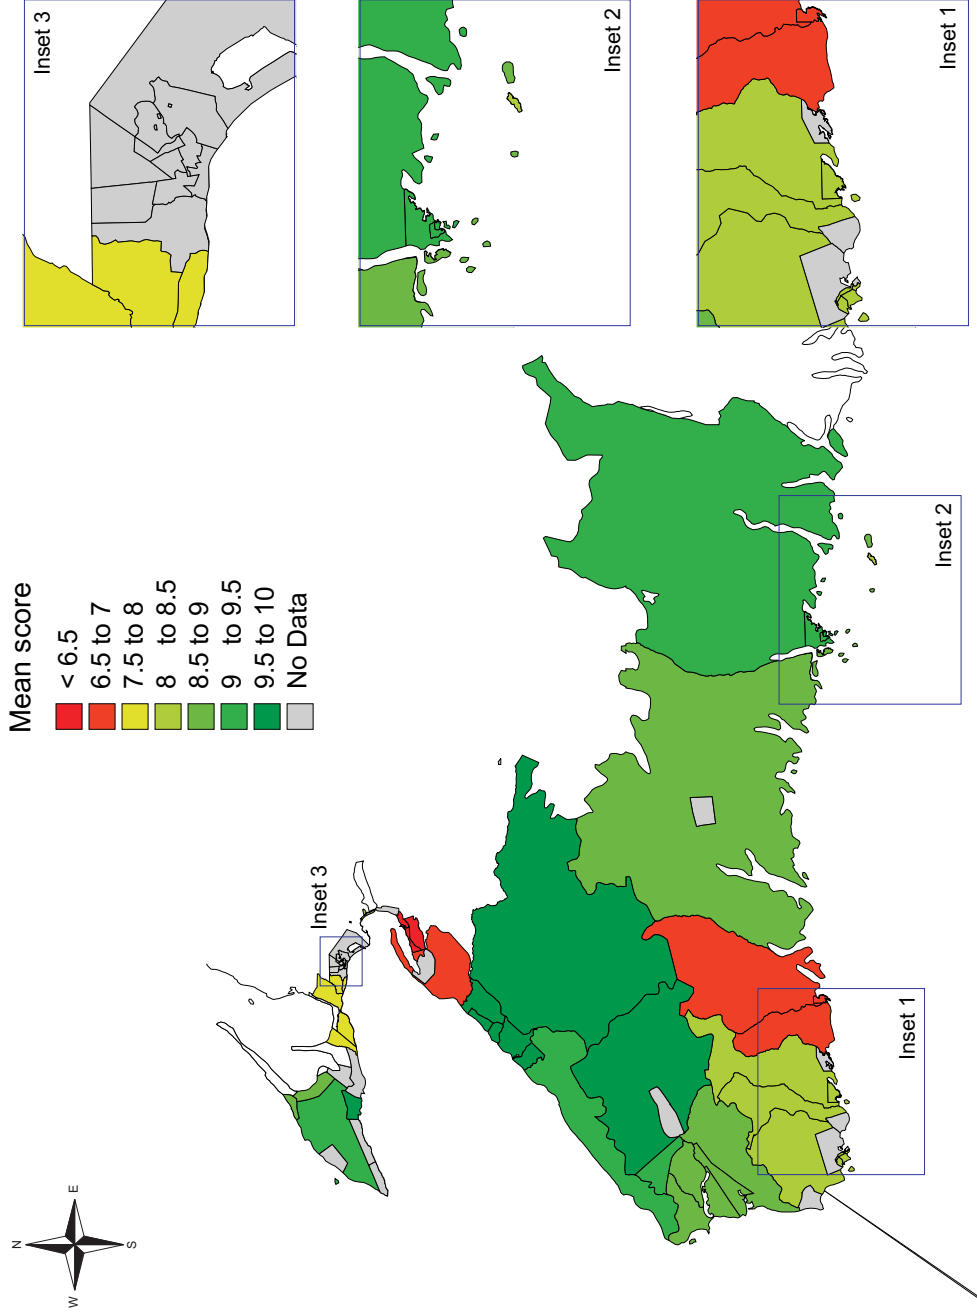 Mean score
< 6.5
6.5 to 7
7.5 to 8
8 to 8.5
8.5 to 9
9 to 9.5
9.5 to 10
No Data
Inset 3
Inset 2
Inset 1
Inset 3
Inset 2
Inset 1
N
E
S
W